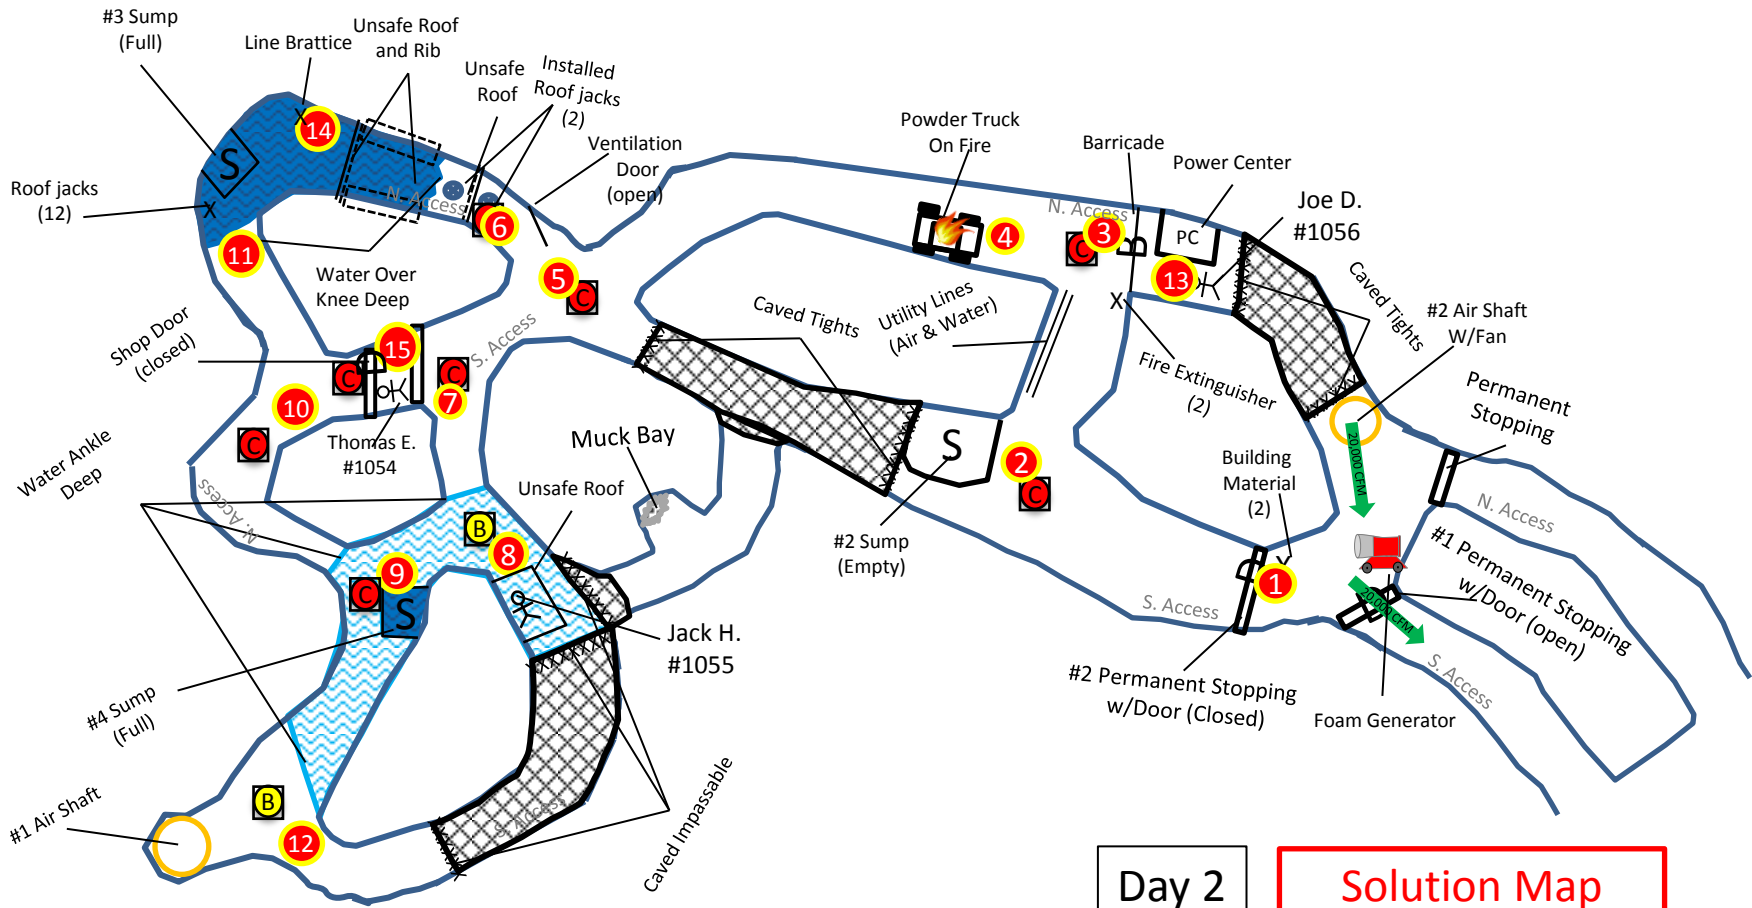 #3 Sump
(Full)
Line Brattice
Unsafe Roof
and Rib
Unsafe
Roof
Installed
Roof jacks
(2)
Ventilation
Door
(open)
Powder Truck
On Fire
Barricade
Power Center
Joe D.
#1056
Roof jacks
(12)
X
14
S
X
N. Access
6
11
Water Over
Knee Deep
5
C
4
N. Access
C
3
B
PC
13
X
Caved Tights
#2 Air Shaft
W/Fan
Shop Door
(closed)
15
S. Access
Caved Tights
Utility Lines
(Air & Water)
Fire Extinguisher
(2)
Permanent
Stopping
C
C
10
7
C
Thomas E.
#1054
Muck Bay
S
2
C
20,000 CFM
Water Ankle
Deep
N. Access
Unsafe Roof
Building
Material
(2)
N. Access
B
8
#2 Sump
(Empty)
X
1
#1 Permanent Stopping
w/Door (open)
9
C
S
S. Access
20,000 CFM
Jack H.
#1055
S. Access
#2 Permanent Stopping
w/Door (Closed)
Foam Generator
#4 Sump
(Full)
#1 Air Shaft
B
12
S. Access
Caved Impassable
Day 2
Solution Map